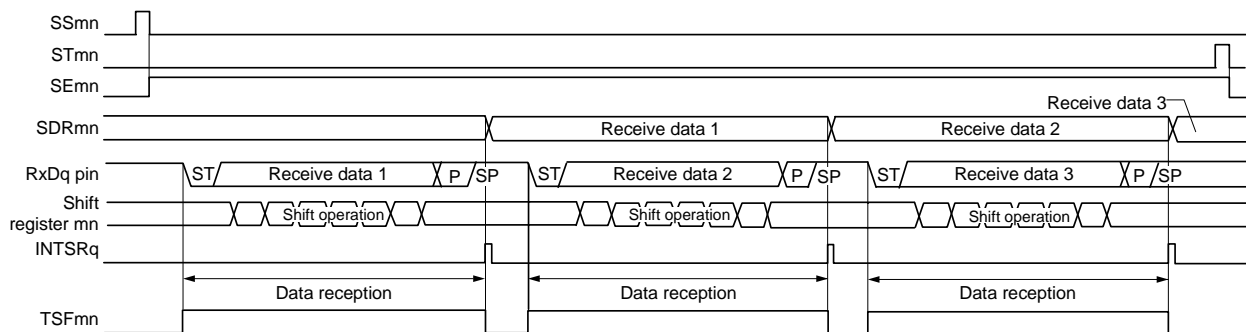 SSmn
STmn
SEmn
Receive data 3
SDRmn
Receive data 1
Receive data 2
RxDq pin
ST
Receive data 1
P
SP
ST
Receive data 2
P
SP
ST
Receive data 3
P
SP
Shift
register mn
Shift operation
Shift operation
Shift operation
INTSRq
Data reception
Data reception
Data reception
TSFmn